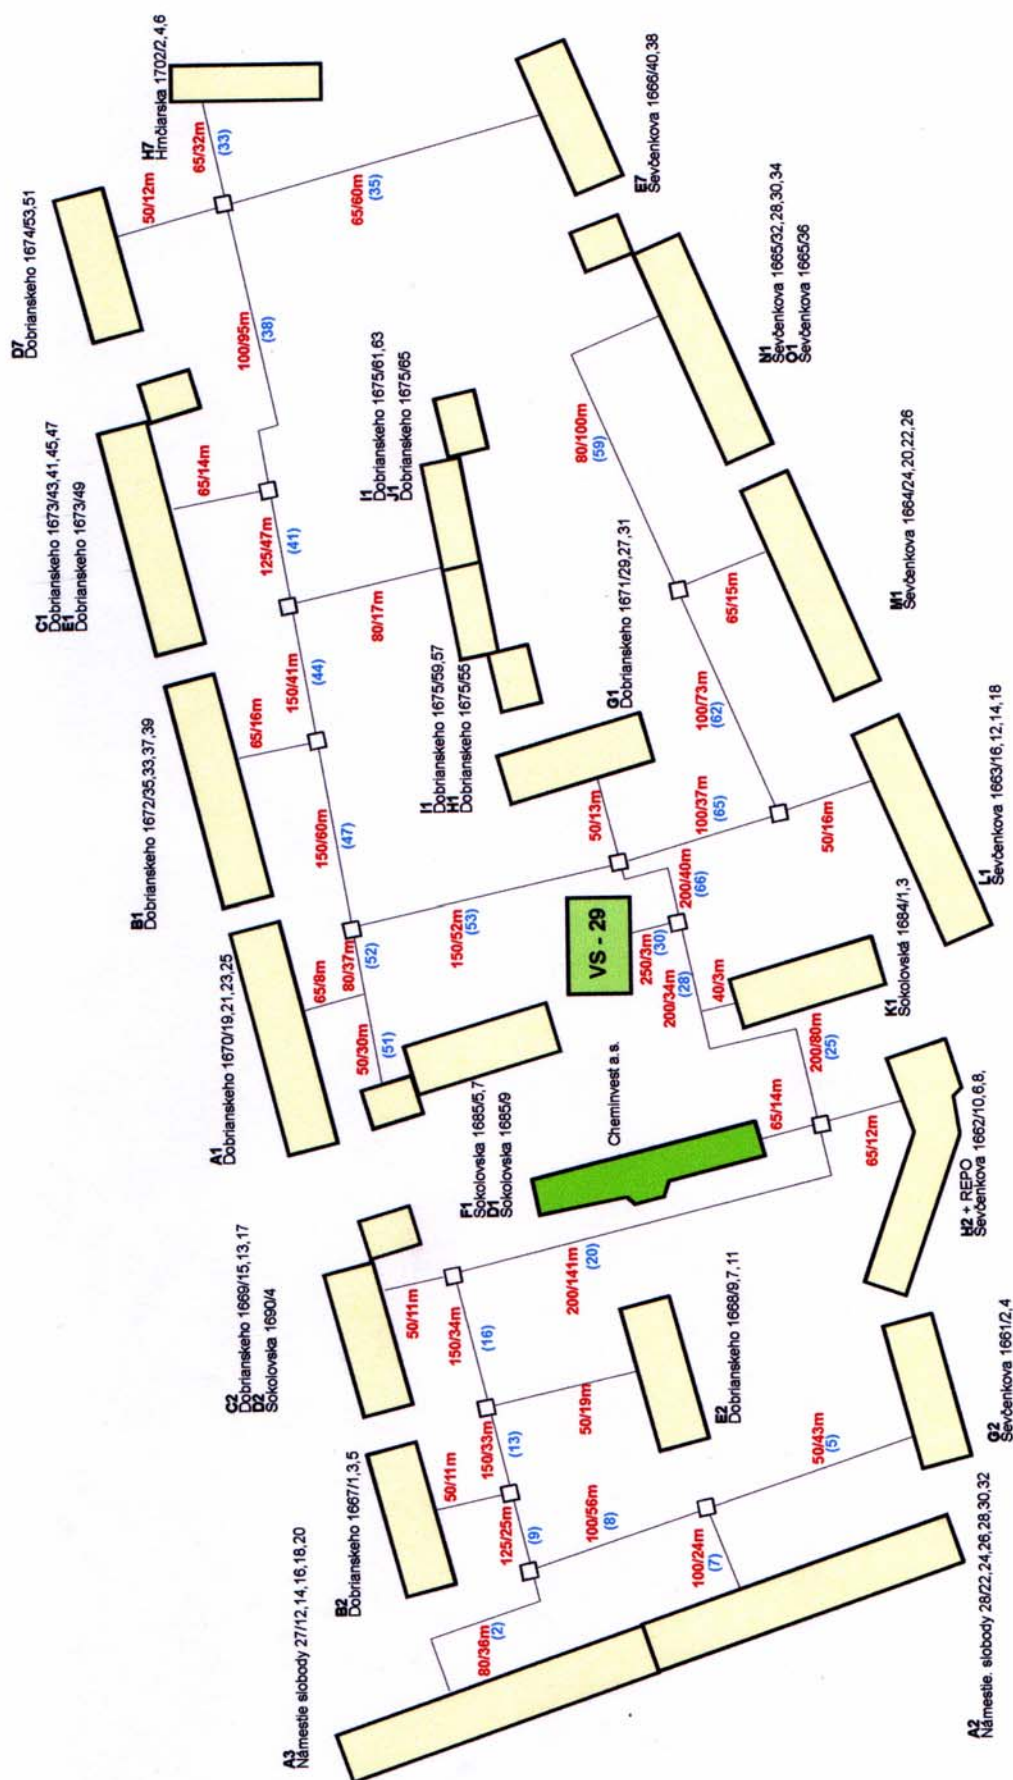 A3
Námestie slobody 27/12,14,16,18,20
B2
Dobrianskeho 1667/1,3,5
C2
Dobrianskeho 1669/15,13,17
D2
Sokolovska 1690/4
A1
Dobrianskeho 1670/19,21,23,25
B1
Dobrianskeho 1672/35,33,37,39
C1
Dobrianskeho 1673/43,41,45,47
E1
Dobrianskeho 1673/49
D7
Dobrianskeho 1674/53,51
H7
Hrnčiarska 1702/2,4,6
80/36m
(2)
125/25m
(9)
50/11m
150/33m
(13)
150/34m
(16)
50/11m
50/30m
(51)
65/8m
80/37m
(52)
150/60m
(47)
65/16m
150/41m
(44)
125/47m
(41)
65/14m
100/95m
(38)
50/12m
65/32m
(33)
65/60m
(35)
100/56m
(8)
50/19m
200/141m
(20)
F1
Sokolovska 1685/5,7
D1
Sokolovska 1685/9
150/52m
(53)
I1
Dobrianskeho 1675/59,57
H1
Dobrianskeho 1675/55
80/17m
I1
Dobrianskeho 1675/61,63
J1
Dobrianskeho 1675/65
Cheminvest a.s.
VS - 29
50/13m
G1
Dobrianskeho 1671/29,27,31
80/100m
(59)
E7
Ševčenkova 1666/40,38
100/24m
(7)
50/43m
(5)
E2
Dobrianskeho 1668/9,7,11
65/14m
200/34m
(28)
250/3m
(30)
200/40m
(66)
100/37m
(65)
100/73m
(62)
65/15m
40/3m
200/80m
(25)
65/12m
50/16m
N1
Ševčenkova 1665/32,28,30,34
O1
Ševčenkova 1665/36
M1
Ševčenkova 1664/24,20,22,26
L1
Ševčenkova 1663/16,12,14,18
K1
Sokolovská 1684/1,3
H2 + REPO
Ševčenkova 1662/10,6,8,
G2
Ševčenkova 1661/2,4
A2
Námestie. slobody 28/22,24,26,28,30,32